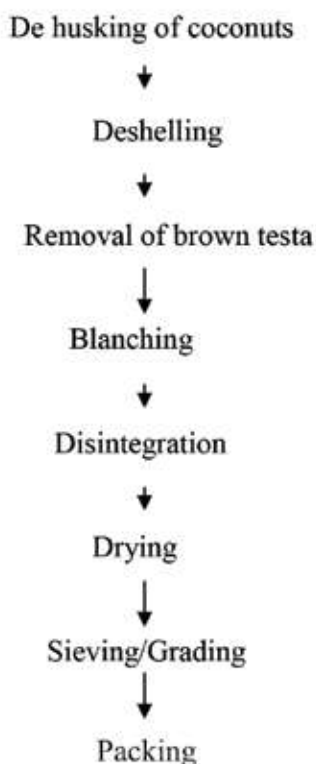 De husking of coconuts
Deshelling
Removal of brown testa
Blanching
Disintegration
Drying
Sieving/Grading
Packing